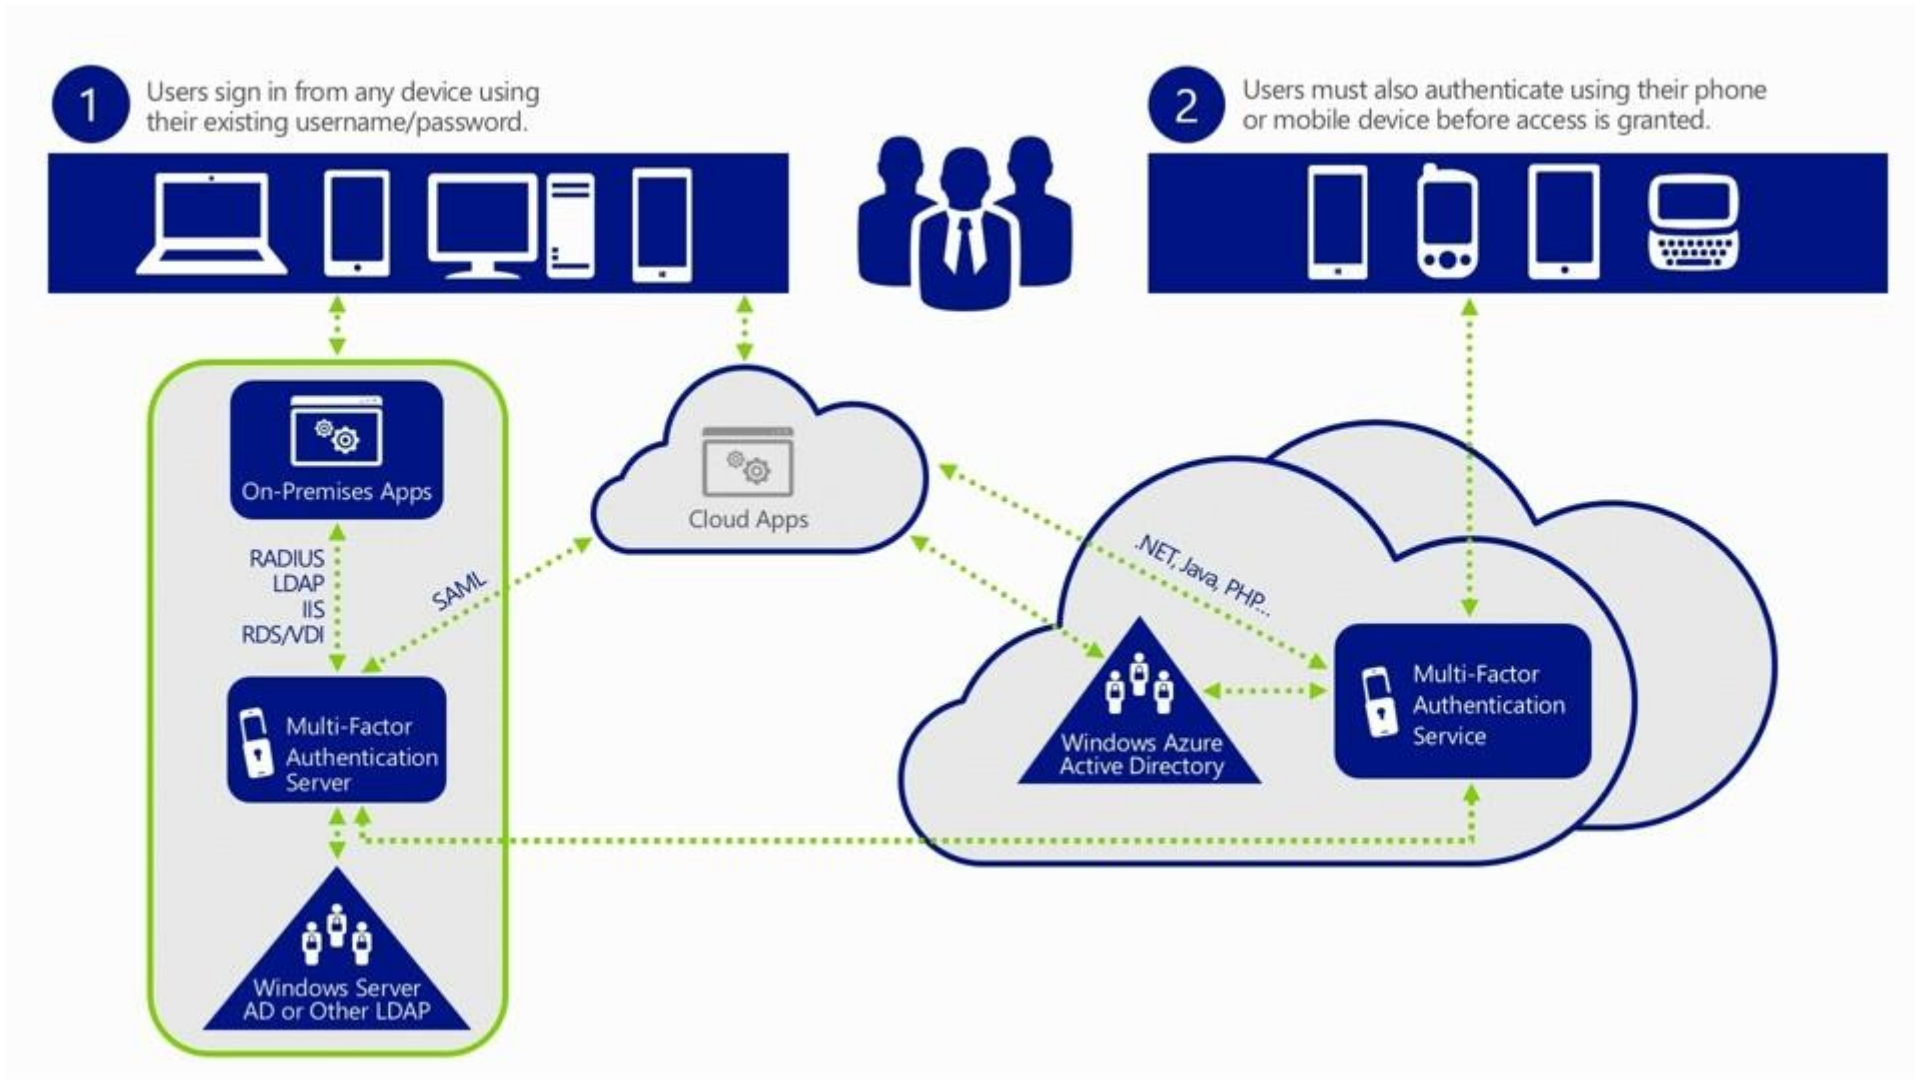 1
Users sign in from any device using
their existing username/password.
2
Users must also authenticate using their phone
or mobile device before access is granted.
On-Premises Apps
RADIUS
LDAP
IIS
RDS/VDI
SAML
Cloud Apps
.NET, Java, PHP...
Multi-Factor
Authentication
Server
Windows Azure
Active Directory
Multi-Factor
Authentication
Service
Windows Server
AD or Other LDAP